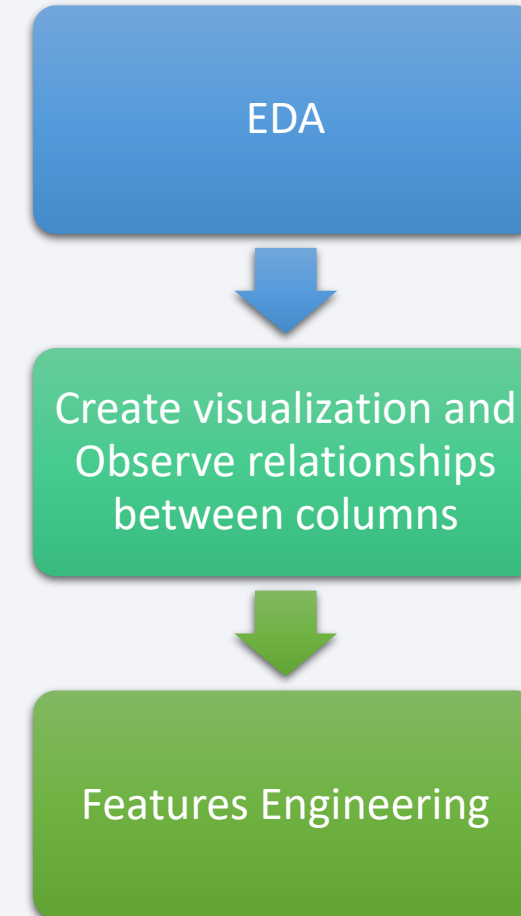 EDA
Create visualization and
Observe relationships
between columns
Features Engineering